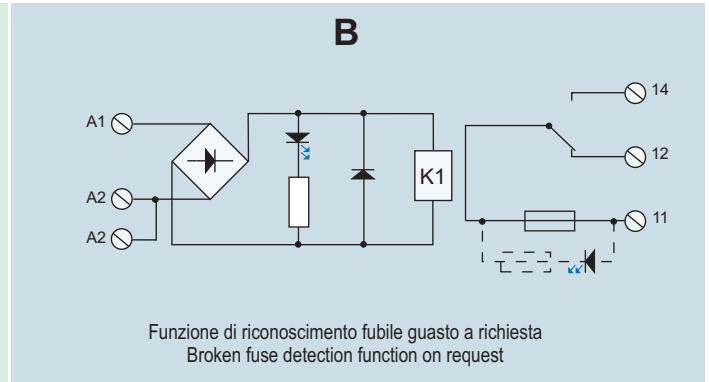 B
A1
A2
A2
K1
14
12
11
Funzione di riconoscimento fubile guasto a richiesta
Broken fuse detection function on request